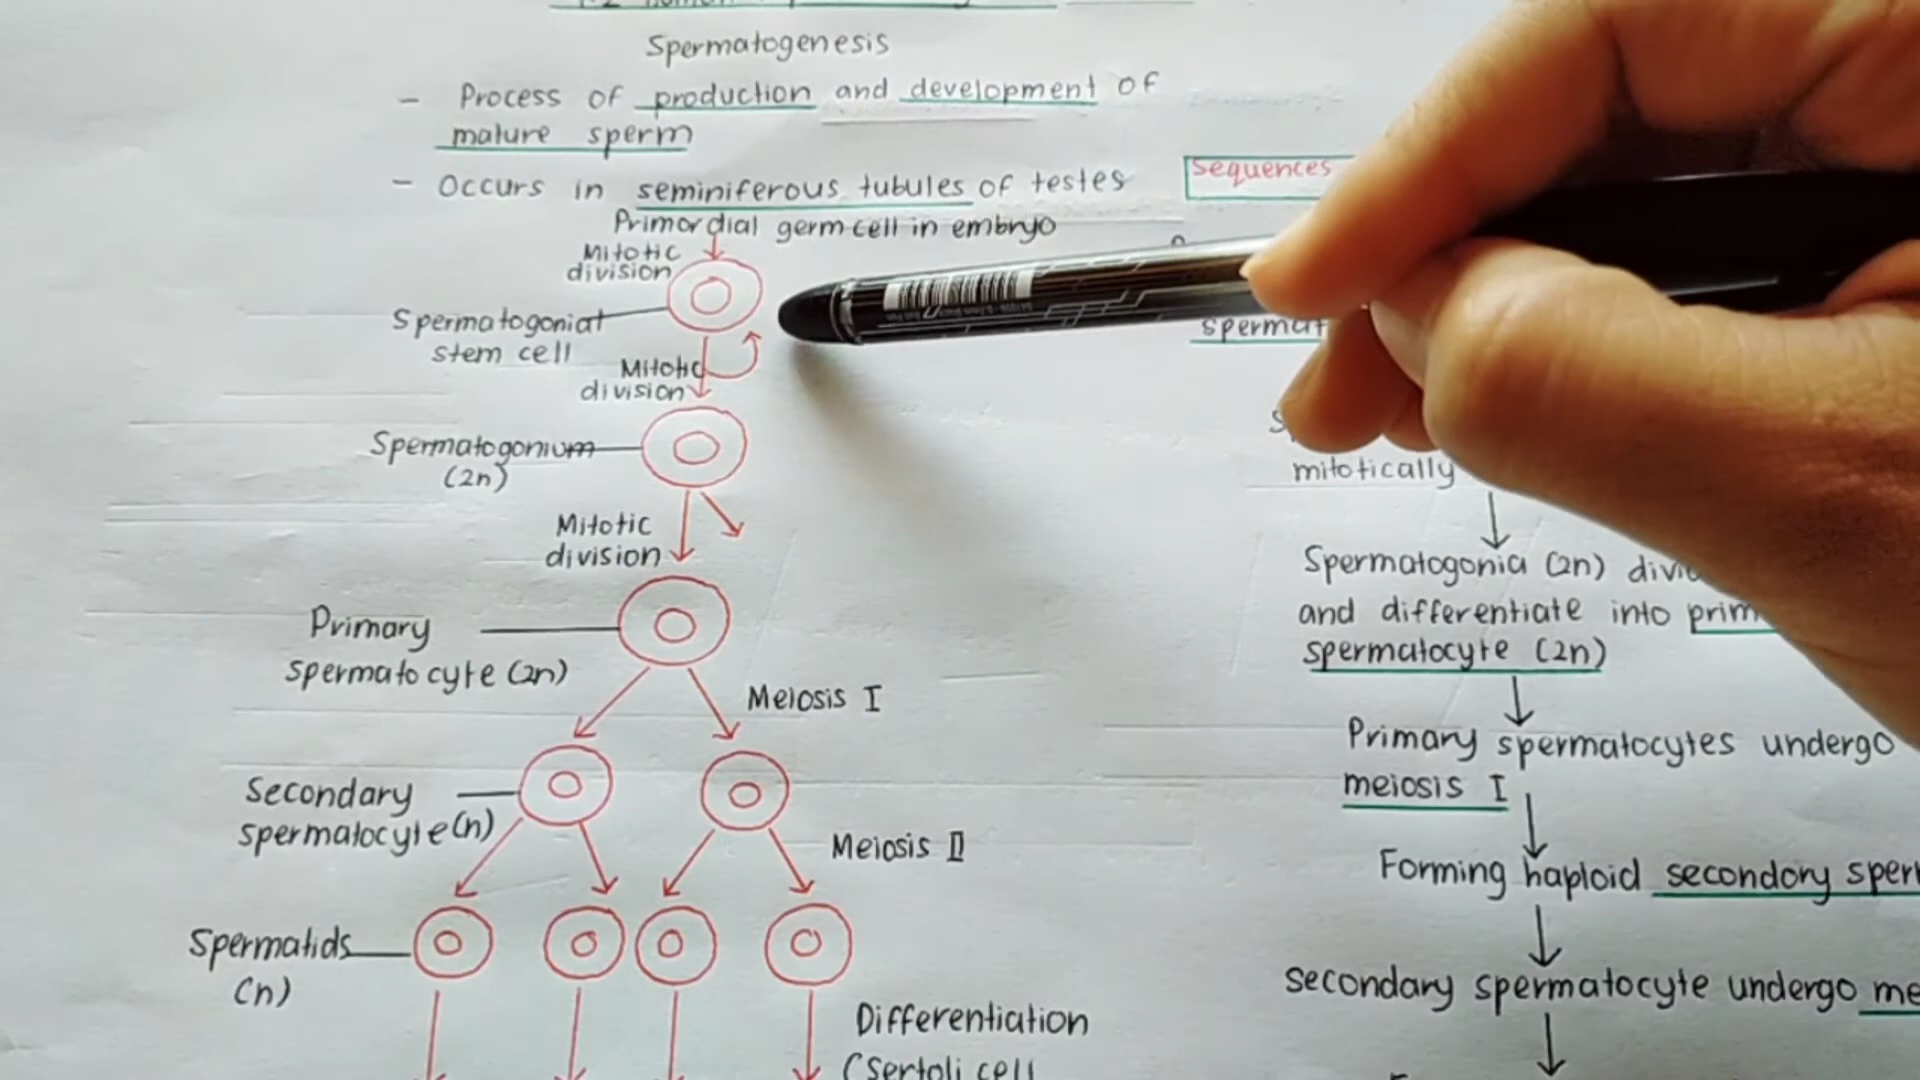 Spermatogenesis
- Process of production and development of
mature sperm
- Occurs in seminiferous tubules of testes
Primordial germ cell in embryo
Mitotic
division
Spermatogonial
stem cell
Mitotic
division
Spermatogonium
(2n)
Mitotic
division
Primary
spermatocyte (2n)
Meiosis I
Secondary
spermatocyte (n)
Meiosis II
Spermatids
(n)
Differentiation
(Sertoli cell
Sequences
mitotically
Spermatogonia (2n)
and differentiate into
spermatocyte (2n)
Primary spermatocytes undergo
meiosis I
Forming haploid secondary
secondary spermatocyte undergo